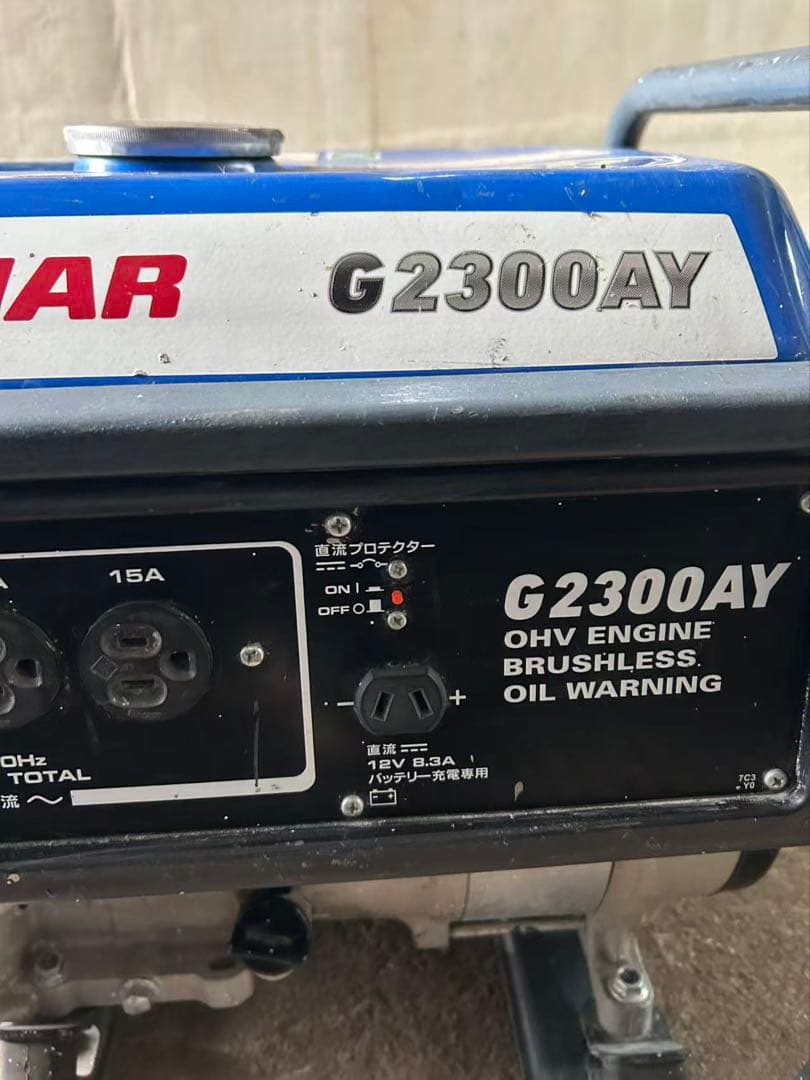 MAR
G2300AY
15A
直流プロテクター
ON |
OFF O
G2300AY
OHV ENGINE
BRUSHLESS
OIL WARNING
- +
直流
12V 8.3A
バッテリー充電専用
0Hz
TOTAL
流 ～
7C3
Y0